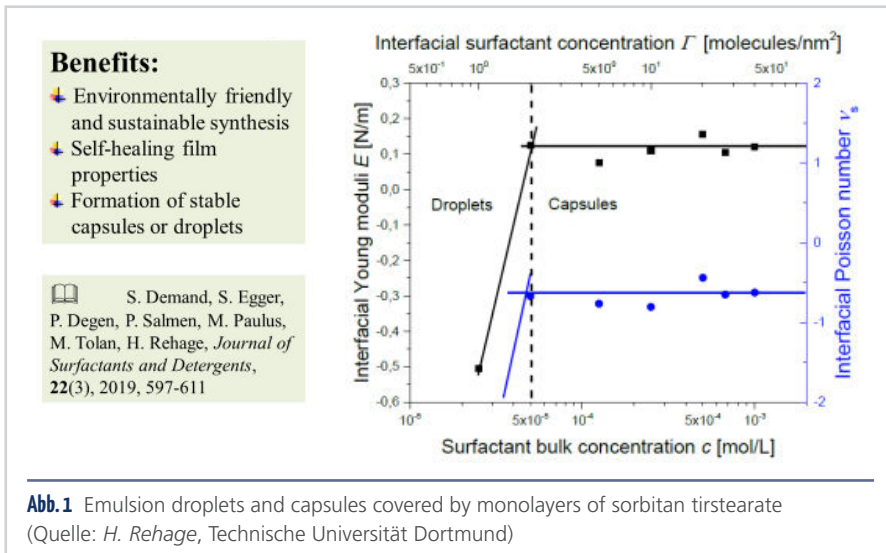 Benefits:
Environmentally friendly
and sustainable synthesis
Self-healing film
properties
Formation of stable
capsules or droplets
S. Demand, S. Egger,
P. Degen, P. Salmen, M. Paulus,
M. Tolan, H. Rehage, Journal of
Surfactants and Detergents,
22(3), 2019, 597-611
Interfacial surfactant concentration Γ [molecules/nm²]
5x10⁻¹ 10⁰ 5x10⁰ 10¹ 5x10¹
Interfacial Young moduli E [N/m]
0,3
0,2
0,1
0,0
-0,1
-0,2
-0,3
-0,4
-0,5
-0,6
Droplets Capsules
2
1
0
-1
-2
Interfacial Poisson number νs
10⁻⁵ 5x10⁻⁵ 10⁻⁴ 5x10⁻⁴ 10⁻³
Surfactant bulk concentration c [mol/L]
Abb. 1 Emulsion droplets and capsules covered by monolayers of sorbitan tirstearate
(Quelle: H. Rehage, Technische Universität Dortmund)